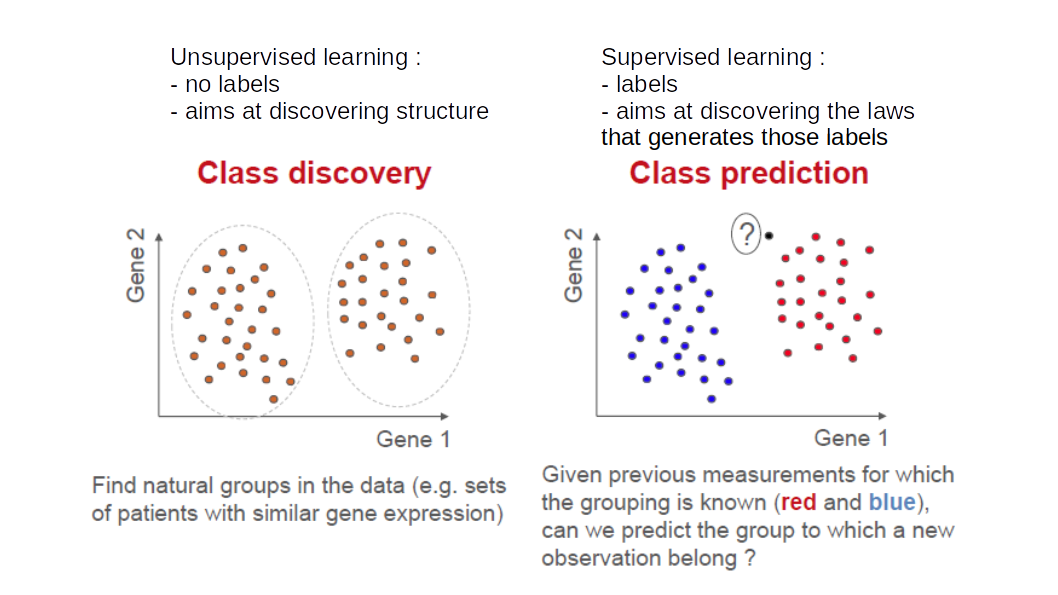 Unsupervised learning :
- no labels
- aims at discovering structure
Class discovery
Gene 2
Gene 1
Find natural groups in the data (e.g. sets
of patients with similar gene expression)
Supervised learning :
- labels
- aims at discovering the laws
that generates those labels
Class prediction
?
Gene 2
Gene 1
Given previous measurements for which
the grouping is known (red and blue),
can we predict the group to which a new
observation belong ?